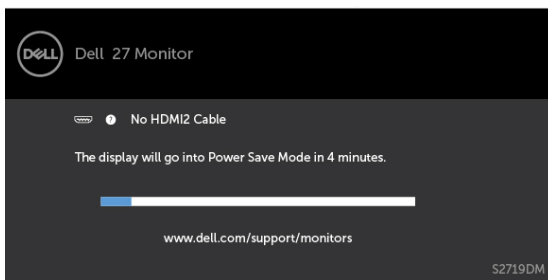 DELL
Dell 27 Monitor
? No HDMI2 Cable
The display will go into Power Save Mode in 4 minutes.
www.dell.com/support/monitors
S2719DM